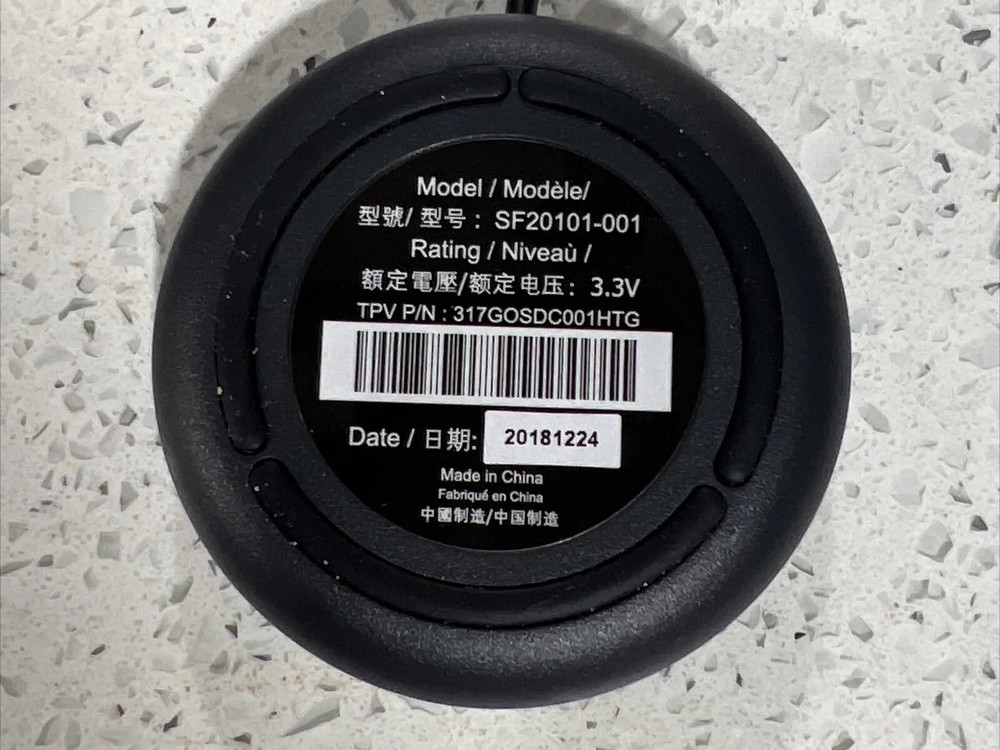 Model / Modèle/
型號/ 型号 : SF20101-001
Rating / Niveaù /
額定電壓/额定电压: 3.3V
TPV P/N : 317GOSDC001HTG
Date / 日期: 20181224
Made in China
Fabriqué en China
中國制造/中国制造